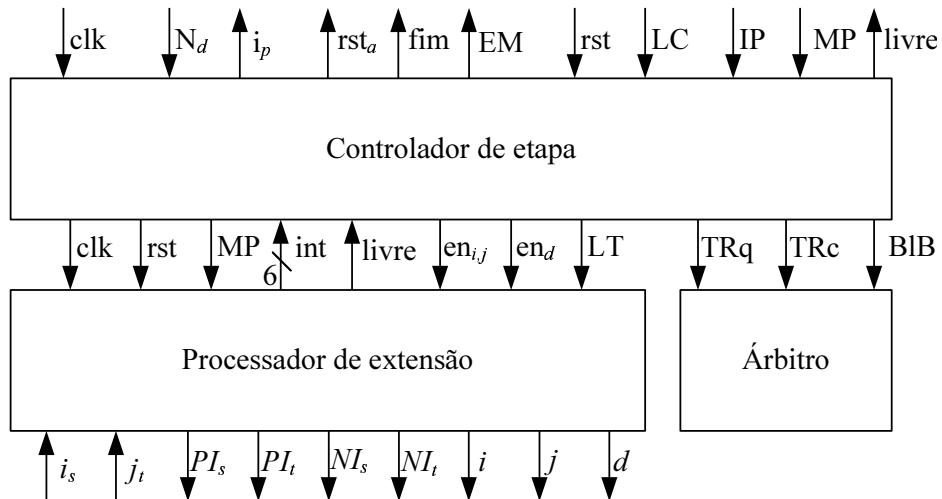 clk N_d i_p rst_a fim EM rst LC IP MP livre
Controlador de etapa
clk rst MP 6 int livre en_{i,j} en_d LT TRq TRc BlB
Processador de extensão Árbitro
i_s j_t PI_s PI_t NI_s NI_t i j d